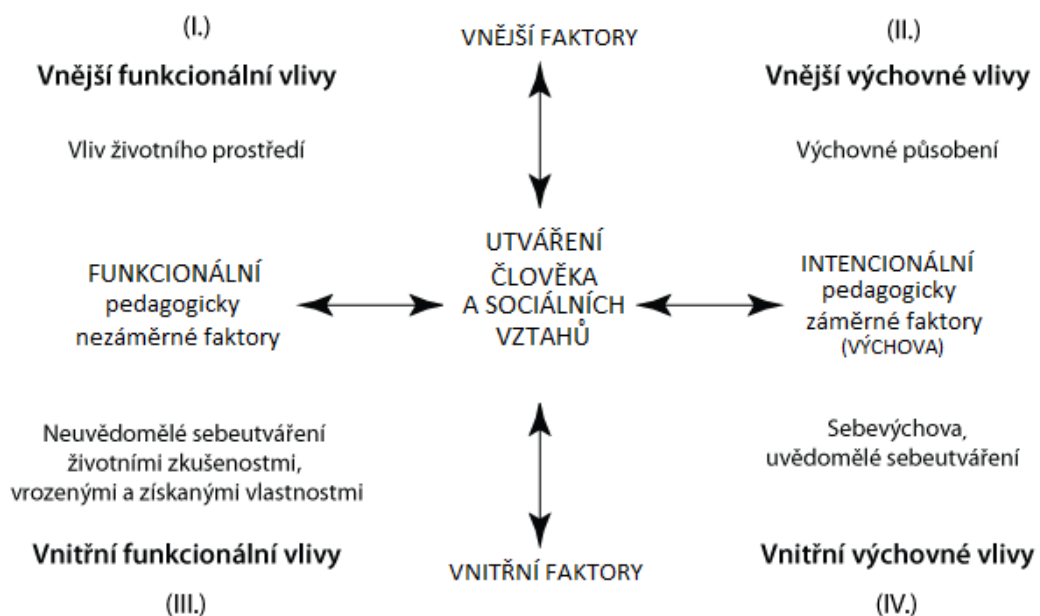 (I.)
Vnější funkcionální vlivy
Vliv životního prostředí
VNĚJŠÍ FAKTORY
(II.)
Vnější výchovné vlivy
Výchovné působení
FUNKCIONÁLNÍ
pedagogicky
nezáměrné faktory
UTVÁŘENÍ
ČLOVĚKA
A SOCIÁLNÍCH
VZTAHŮ
INTENCIONÁLNÍ
pedagogicky
záměrné faktory
(VÝCHOVA)
Neuvědomělé sebeutváření
životními zkušenostmi,
vrozenými a získanými vlastnostmi
Vnitřní funkcionální vlivy
(III.)
VNITŘNÍ FAKTORY
Sebevýchova,
uvědomělé sebeutváření
Vnitřní výchovné vlivy
(IV.)